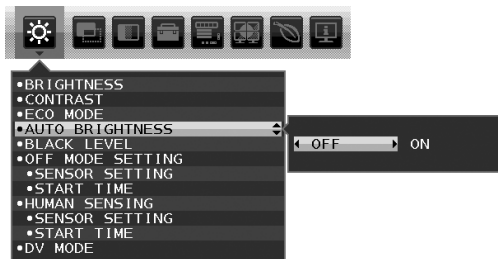 •BRIGHTNESS
•CONTRAST
•ECO MODE
•AUTO BRIGHTNESS
OFF ON
•BLACK LEVEL
•OFF MODE SETTING
•SENSOR SETTING
•START TIME
•HUMAN SENSING
•SENSOR SETTING
•START TIME
•DV MODE